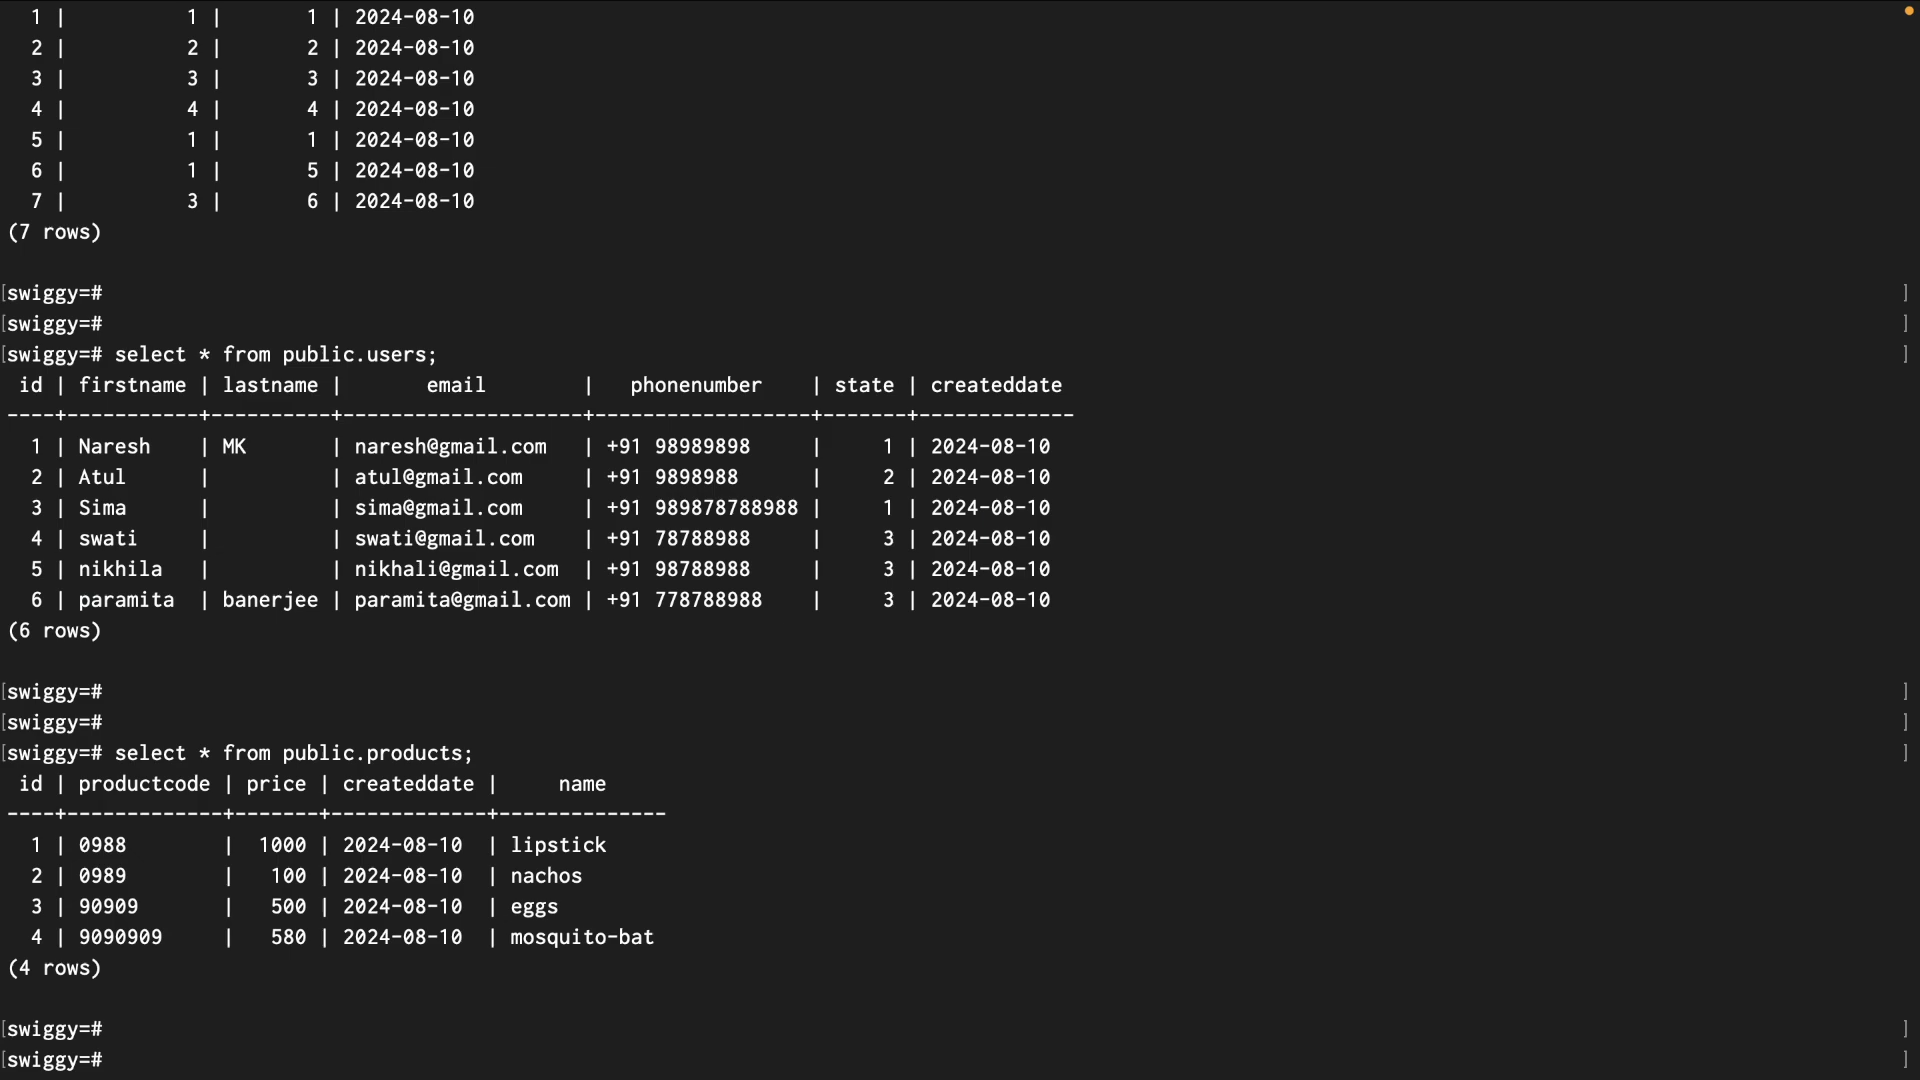 1 | 1 | 1 | 2024-08-10
2 | 2 | 2 | 2024-08-10
3 | 3 | 3 | 2024-08-10
4 | 4 | 4 | 2024-08-10
5 | 1 | 1 | 2024-08-10
6 | 1 | 5 | 2024-08-10
7 | 3 | 6 | 2024-08-10
(7 rows)
[swiggy=# ]
[swiggy=# ]
[swiggy=# select * from public.users; ]
id | firstname | lastname | email | phonenumber | state | createddate
----+-----------+----------+--------------------+------------------+-------+-------------
1 | Naresh | MK | naresh@gmail.com | +91 98989898 | 1 | 2024-08-10
2 | Atul | | atul@gmail.com | +91 9898988 | 2 | 2024-08-10
3 | Sima | | sima@gmail.com | +91 989878788988 | 1 | 2024-08-10
4 | swati | | swati@gmail.com | +91 78788988 | 3 | 2024-08-10
5 | nikhila | | nikhali@gmail.com | +91 98788988 | 3 | 2024-08-10
6 | paramita | banerjee | paramita@gmail.com | +91 778788988 | 3 | 2024-08-10
(6 rows)
[swiggy=# ]
[swiggy=# ]
[swiggy=# select * from public.products; ]
id | productcode | price | createddate | name
----+-------------+-------+-------------+--------------
1 | 0988 | 1000 | 2024-08-10 | lipstick
2 | 0989 | 100 | 2024-08-10 | nachos
3 | 90909 | 500 | 2024-08-10 | eggs
4 | 9090909 | 580 | 2024-08-10 | mosquito-bat
(4 rows)
[swiggy=# ]
[swiggy=# ]